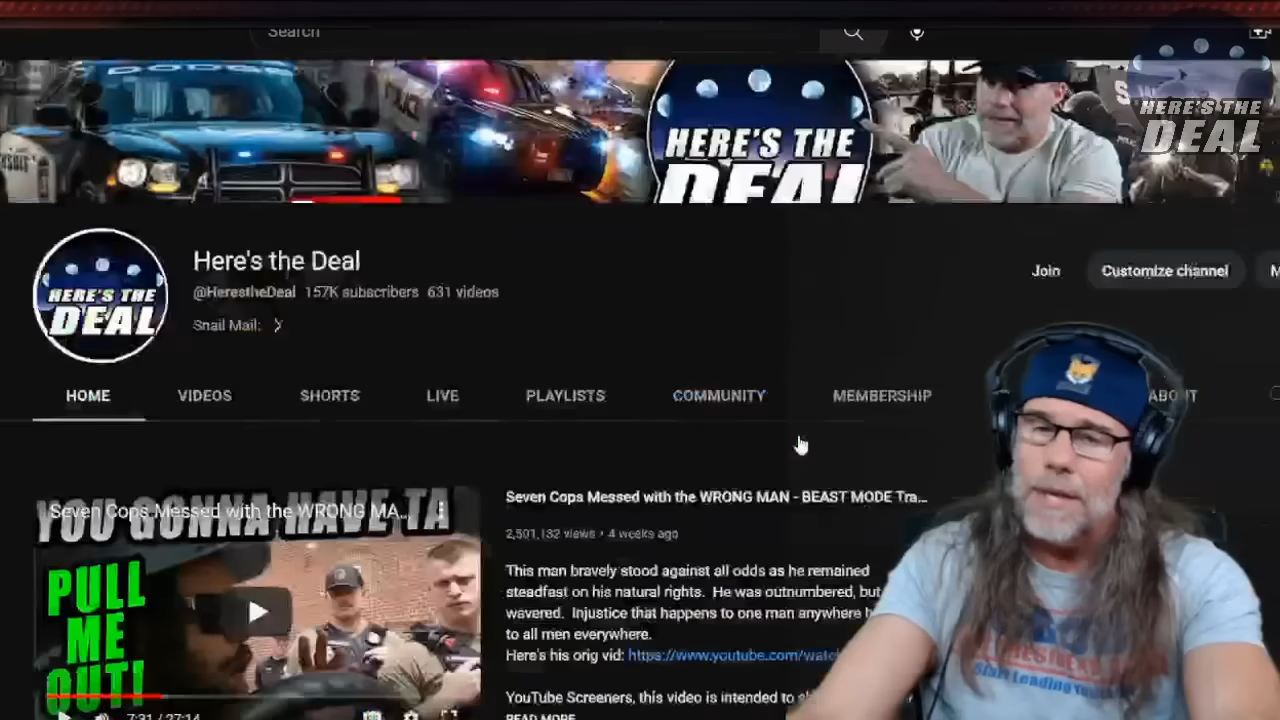 Search
HERE'S THE
DEAL
HERE'S THE
DEAL
HERE'S THE
DEAL
Here's the Deal
@HerestheDeal 157K subscribers 631 videos
Snail Mail:
Join
Customize channel
HOME
VIDEOS
SHORTS
LIVE
PLAYLISTS
COMMUNITY
MEMBERSHIP
ABOUT
YOU GONNA HAVE TA
Seven Cops Messed with the WRONG MA...
PULL
ME
OUT!
7:31 / 27:14
Seven Cops Messed with the WRONG MAN - BEAST MODE Tra...
2,501,132 views • 4 weeks ago
This man bravely stood against all odds as he remained
steadfast on his natural rights. He was outnumbered, but
wavered. Injustice that happens to one man anywhere h
to all men everywhere.
Here's his orig vid: https://www.youtube.com/watc
YouTube Screeners, this video is intended to s
READ MORE